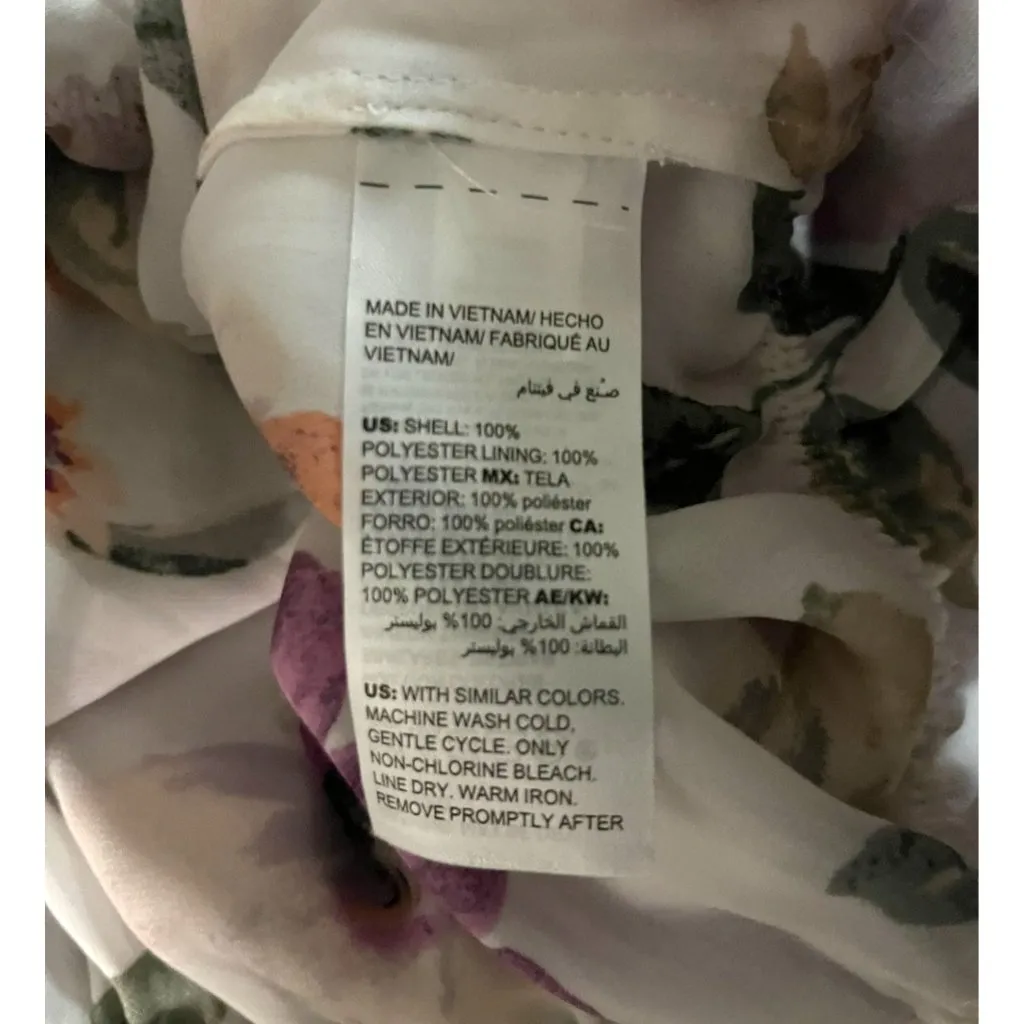 MADE IN VIETNAM/ HECHO
EN VIETNAM/ FABRIQUÉ AU
VIETNAM/
صُنع في فيتنام
US: SHELL: 100%
POLYESTER LINING: 100%
POLYESTER MX: TELA
EXTERIOR: 100% poliéster
FORRO: 100% poliéster CA:
ÉTOFFE EXTÉRIEURE: 100%
POLYESTER DOUBLURE:
100% POLYESTER AE/KW:
القماش الخارجي: 100% بوليستر
البطانة: 100% بوليستر
US: WITH SIMILAR COLORS.
MACHINE WASH COLD,
GENTLE CYCLE. ONLY
NON-CHLORINE BLEACH.
LINE DRY. WARM IRON.
REMOVE PROMPTLY AFTER